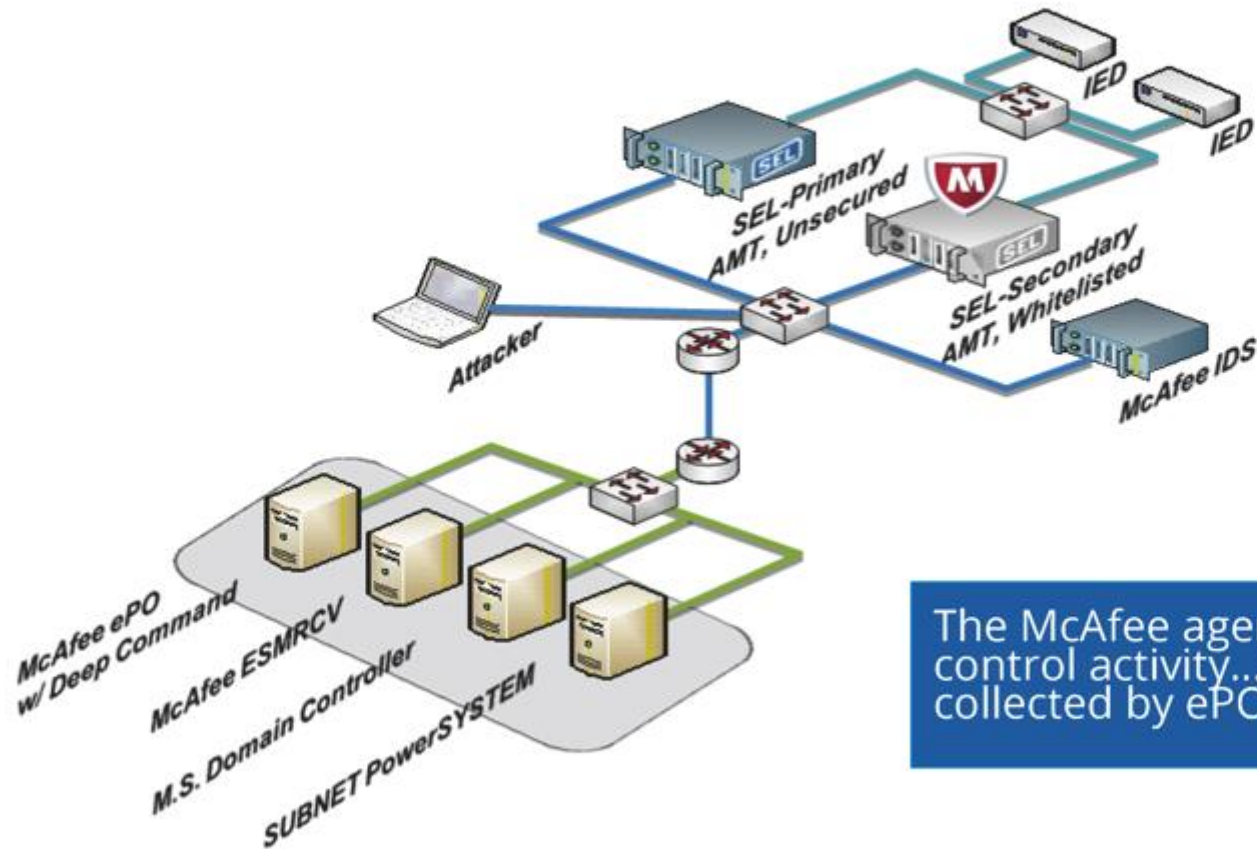 IED
IED
SEL
SEL-Primary
AMT, Unsecured
M
SEL
SEL-Secondary
AMT, Whitelisted
Attacker
McAfee IDS
McAfee ePO
w/ Deep Command
McAfee ESMRCV
M.S. Domain Controller
SUBNET PowerSYSTEM
The McAfee age
control activity...
collected by ePO